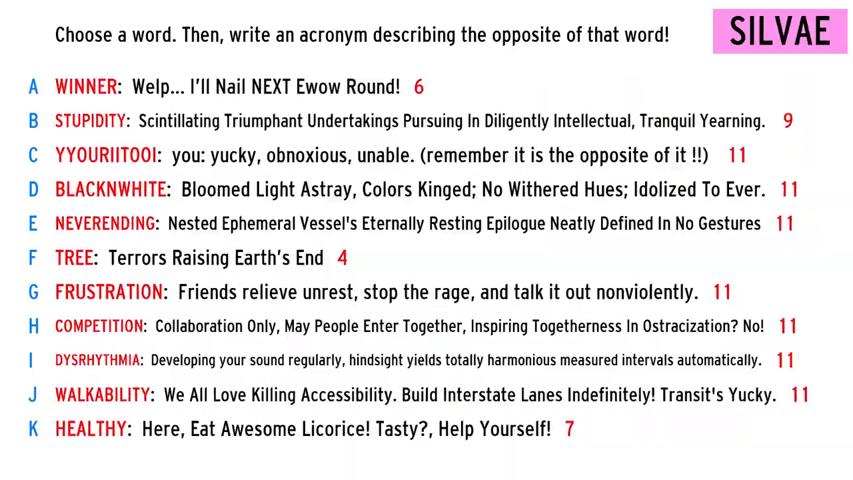 Choose a word. Then, write an acronym describing the opposite of that word!
SILVAE
A WINNER: Welp... I'll Nail NEXT Ewow Round! 6
B STUPIDITY: Scintillating Triumphant Undertakings Pursuing In Diligently Intellectual, Tranquil Yearning. 9
C YYOURIITOOI: you: yucky, obnoxious, unable. (remember it is the opposite of it !!) 11
D BLACKNWHITE: Bloomed Light Astray, Colors Kinged; No Withered Hues; Idolized To Ever. 11
E NEVERENDING: Nested Ephemeral Vessel's Eternally Resting Epilogue Neatly Defined In No Gestures 11
F TREE: Terrors Raising Earth's End 4
G FRUSTRATION: Friends relieve unrest, stop the rage, and talk it out nonviolently. 11
H COMPETITION: Collaboration Only, May People Enter Together, Inspiring Togetherness In Ostracization? No! 11
I DYSRHYTHMIA: Developing your sound regularly, hindsight yields totally harmonious measured intervals automatically. 11
J WALKABILITY: We All Love Killing Accessibility. Build Interstate Lanes Indefinitely! Transit's Yucky. 11
K HEALTHY: Here, Eat Awesome Licorice! Tasty?, Help Yourself! 7